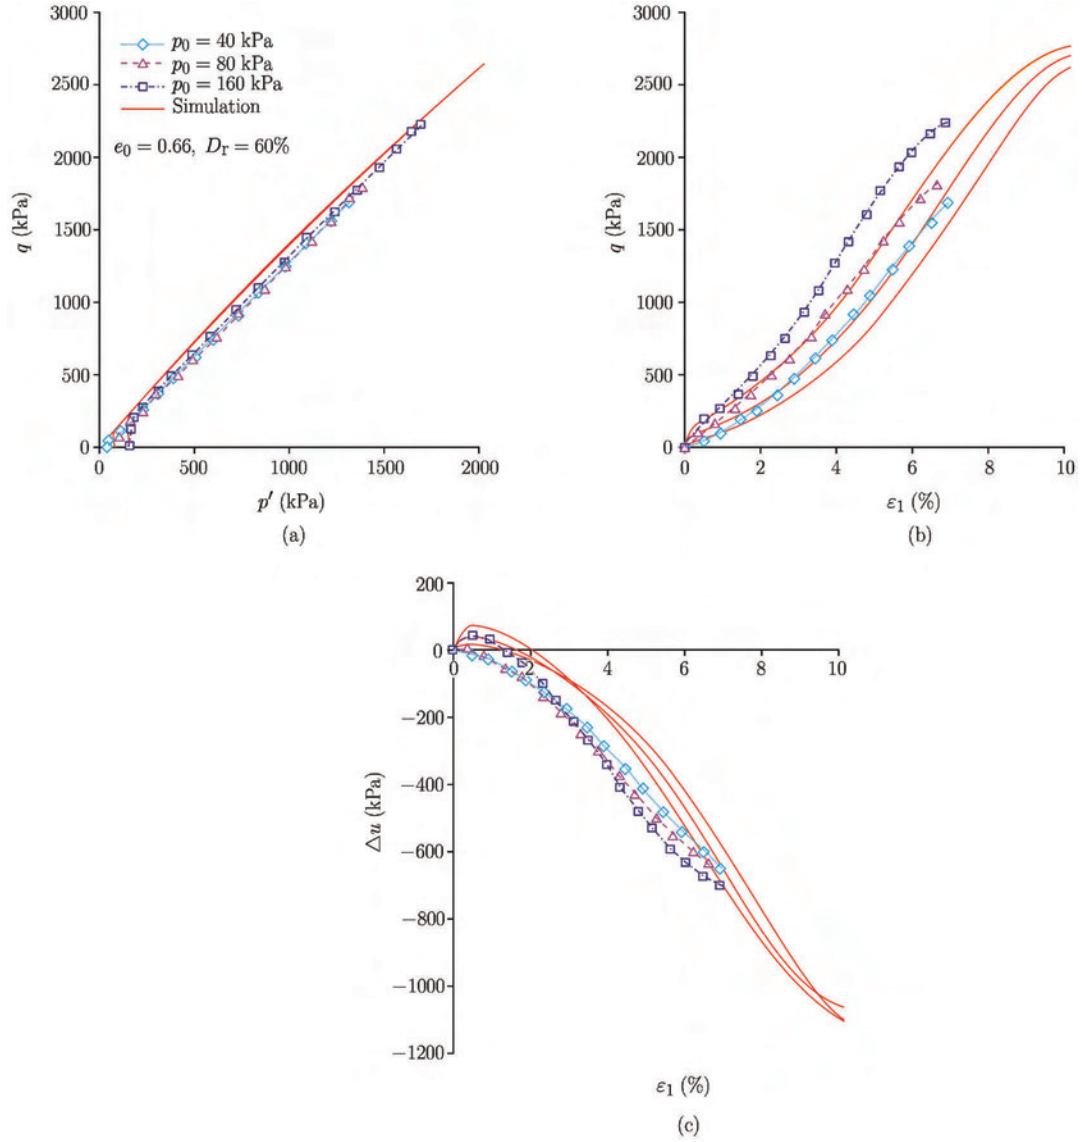 3000
2500
2000
1500
1000
500
0
q (kPa)
p₀ = 40 kPa
p₀ = 80 kPa
p₀ = 160 kPa
Simulation
e₀ = 0.66, Dᵣ = 60%
0 500 1000 1500 2000
p′ (kPa)
(a)
3000
2500
2000
1500
1000
500
0
q (kPa)
0 2 4 6 8 10
ε₁ (%)
(b)
200
0
−200
−400
−600
−800
−1000
−1200
△u (kPa)
0 2 4 6 8 10
ε₁ (%)
(c)